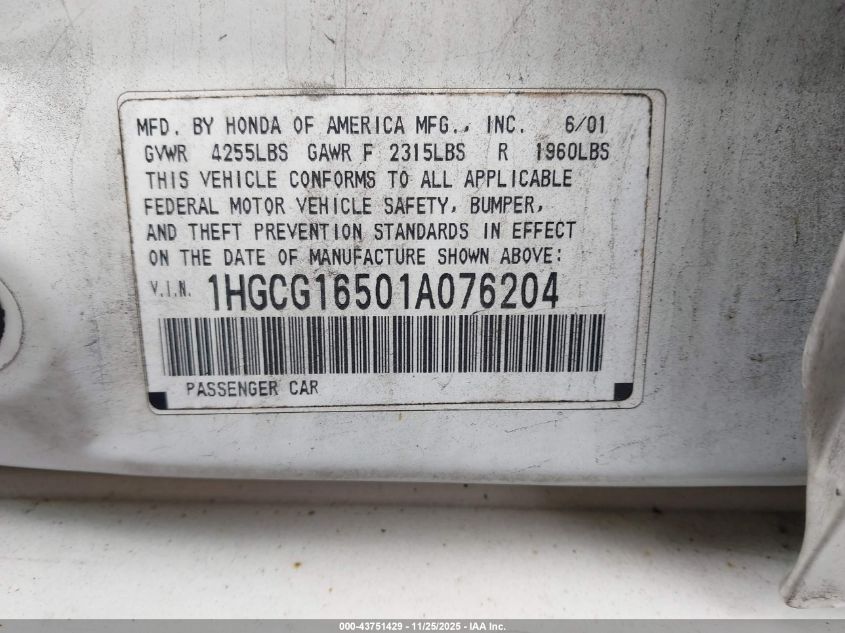 MFD. BY HONDA OF AMERICA MFG., INC. 6/01
GVWR 4255LBS GAWR F 2315LBS R 1960LBS
THIS VEHICLE CONFORMS TO ALL APPLICABLE
FEDERAL MOTOR VEHICLE SAFETY, BUMPER,
AND THEFT PREVENTION STANDARDS IN EFFECT
ON THE DATE OF MANUFACTURE SHOWN ABOVE:
V.I.N. 1HGCG16501A076204
PASSENGER CAR
000-43751429 - 11/25/2025 - IAA Inc.